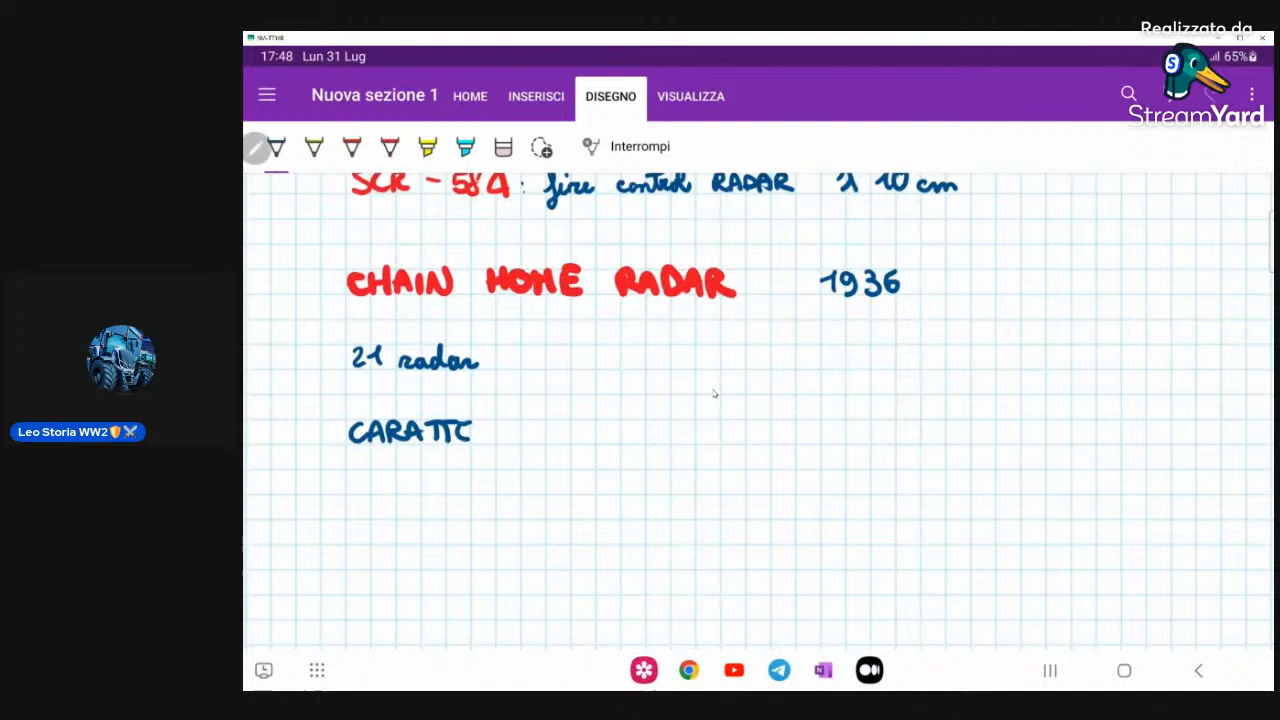 Realizzato da
StreamYard
17:48 Lun 31 Lug
65%
Nuova sezione 1 HOME INSERISCI DISEGNO VISUALIZZA
Interrompi
SCR - 584: fire control RADAR λ 10 cm
CHAIN HOME RADAR 1936
21 radar
CARATTE
Leo Storia WW2